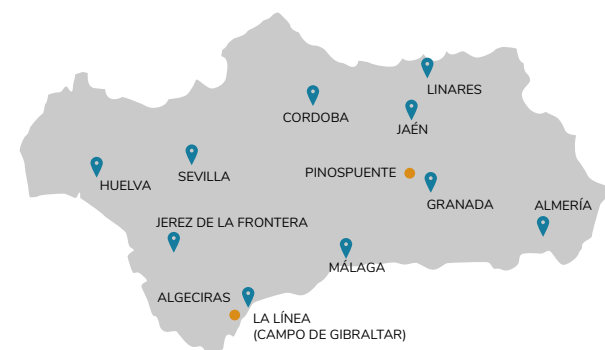 LINARES
CORDOBA
JAÉN
PINOSPUENTE
SEVILLA
HUELVA
GRANADA
ALMERÍA
JEREZ DE LA FRONTERA
MÁLAGA
ALGECIRAS
LA LÍNEA
(CAMPO DE GIBRALTAR)